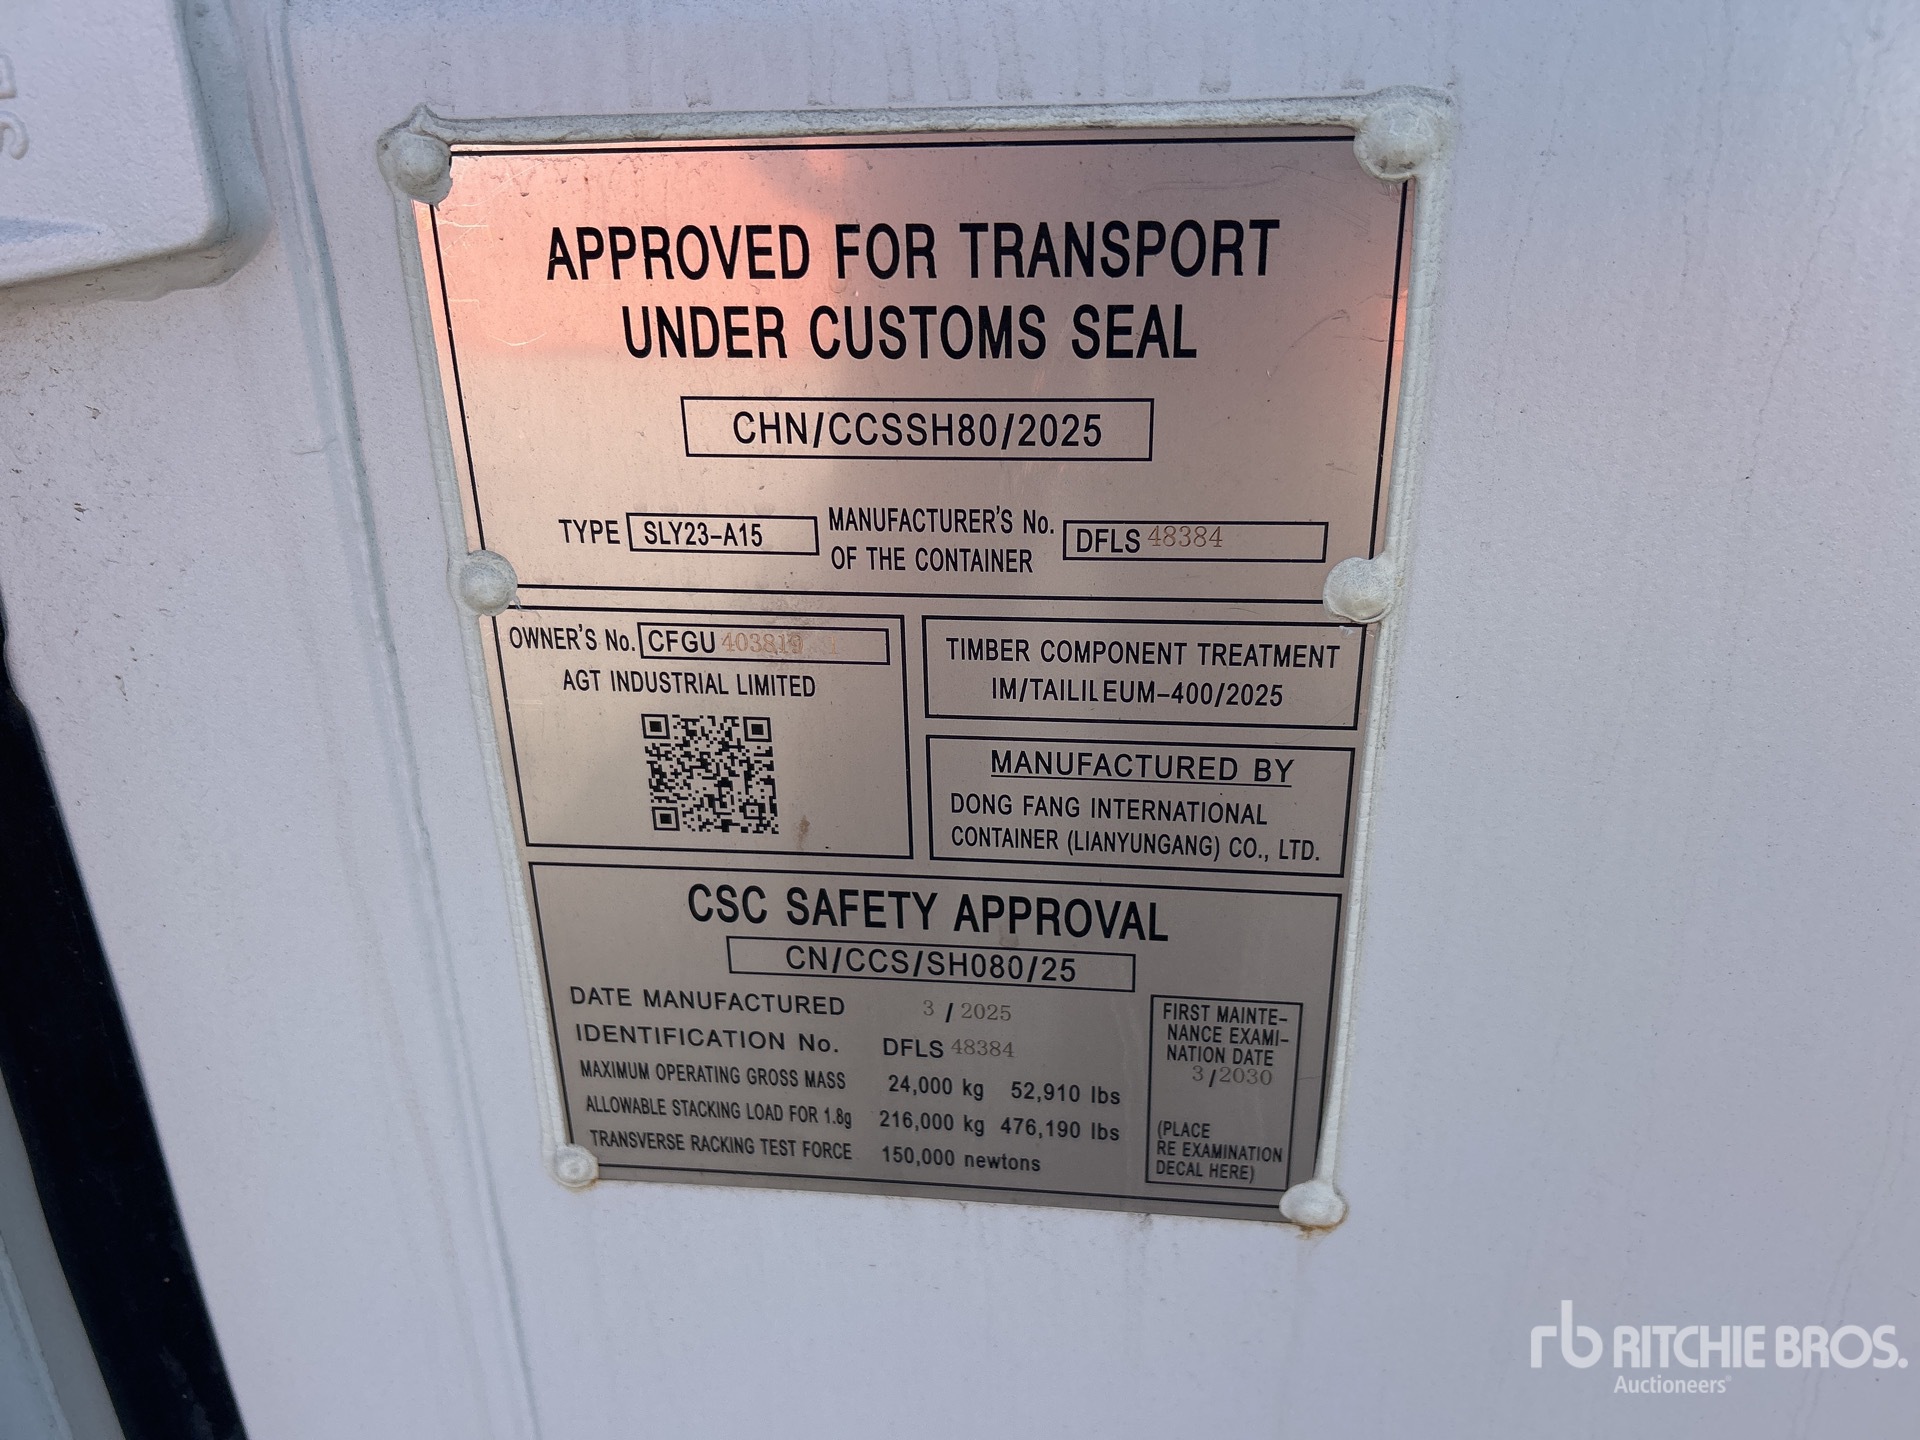 APPROVED FOR TRANSPORT
UNDER CUSTOMS SEAL
CHN/CCSSH80/2025
TYPE SLY23-A15
MANUFACTURER'S No.
OF THE CONTAINER
DFLS 48384
OWNER'S No. CFGU
AGT INDUSTRIAL LIMITED
TIMBER COMPONENT TREATMENT
IM/TAILILEUM-400/2025
MANUFACTURED BY
DONG FANG INTERNATIONAL
CONTAINER (LIANYUNGANG) CO., LTD.
CSC SAFETY APPROVAL
CN/CCS/SH080/25
DATE MANUFACTURED 3 / 2025
IDENTIFICATION No. DFLS 48384
MAXIMUM OPERATING GROSS MASS 24,000 kg 52,910 lbs
ALLOWABLE STACKING LOAD FOR 1.8g 216,000 kg 476,190 lbs
TRANSVERSE RACKING TEST FORCE 150,000 newtons
FIRST MAINTE-
NANCE EXAMI-
NATION DATE
3 / 2030
(PLACE
RE EXAMINATION
DECAL HERE)
rb RITCHIE BROS.
Auctioneers